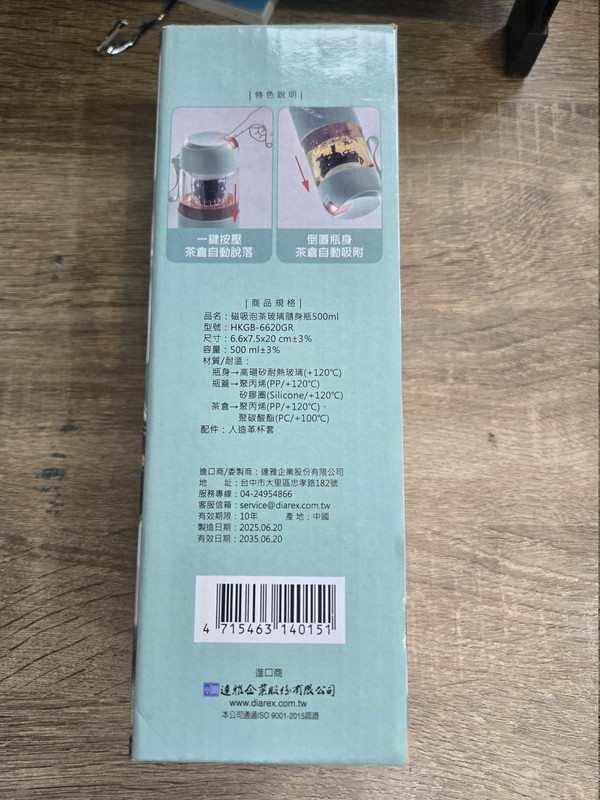 |特色說明|
一鍵按壓
茶倉自動脫落
倒置瓶身
茶倉自動吸附
|商品規格|
品名：磁吸泡茶玻璃隨身瓶500ml
型號：HKGB-6620GR
尺寸：6.6x7.5x20 cm±3%
容量：500 ml±3%
材質/耐溫：
瓶身→高硼矽耐熱玻璃(+120℃)
瓶蓋→聚丙烯(PP/+120℃)
矽膠圈(Silicone/+120℃)
茶倉→聚丙烯(PP/+120℃)、
聚碳酸酯(PC/+100℃)
配件：人造革杯套
進口商/委製商：達雅企業股份有限公司
地　　址：台中市大里區忠孝路182號
服務專線：04-24954866
客服信箱：service@diarex.com.tw
有效期限：10年　　產 地：中國
製造日期：2025.06.20
有效日期：2035.06.20
4 715463 140151
進口商
達雅企業股份有限公司
www.diarex.com.tw
本公司通過ISO 9001-2015認證